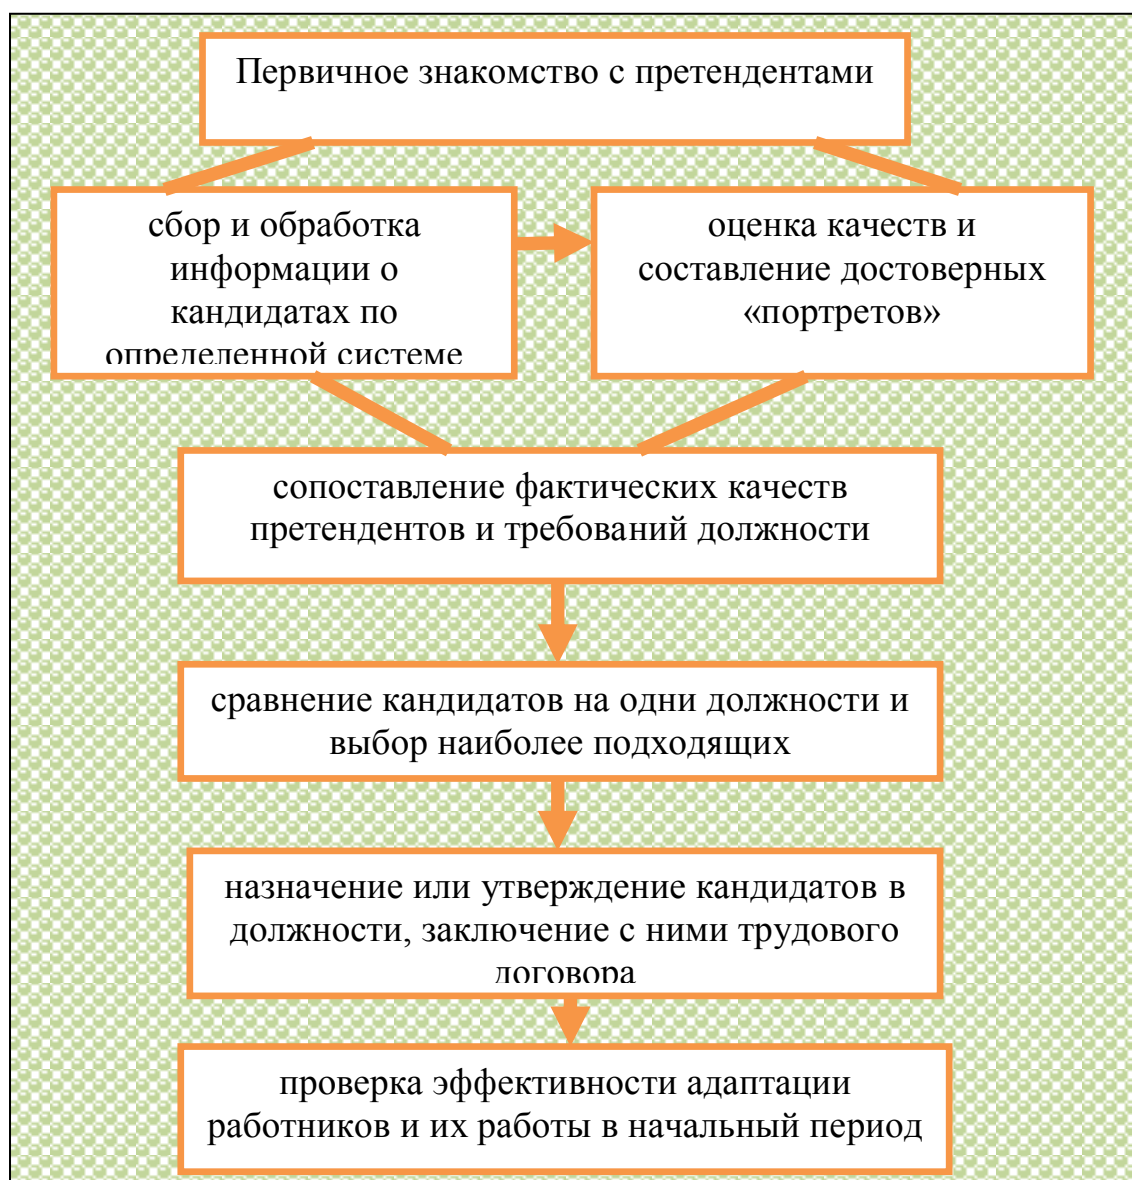 Первичное знакомство с претендентами
сбор и обработка
информации о
кандидатах по
определенной системе
оценка качеств и
составление достоверных
«портретов»
сопоставление фактических качеств
претендентов и требований должности
сравнение кандидатов на одни должности и
выбор наиболее подходящих
назначение или утверждение кандидатов в
должности, заключение с ними трудового
договора
проверка эффективности адаптации
работников и их работы в начальный период